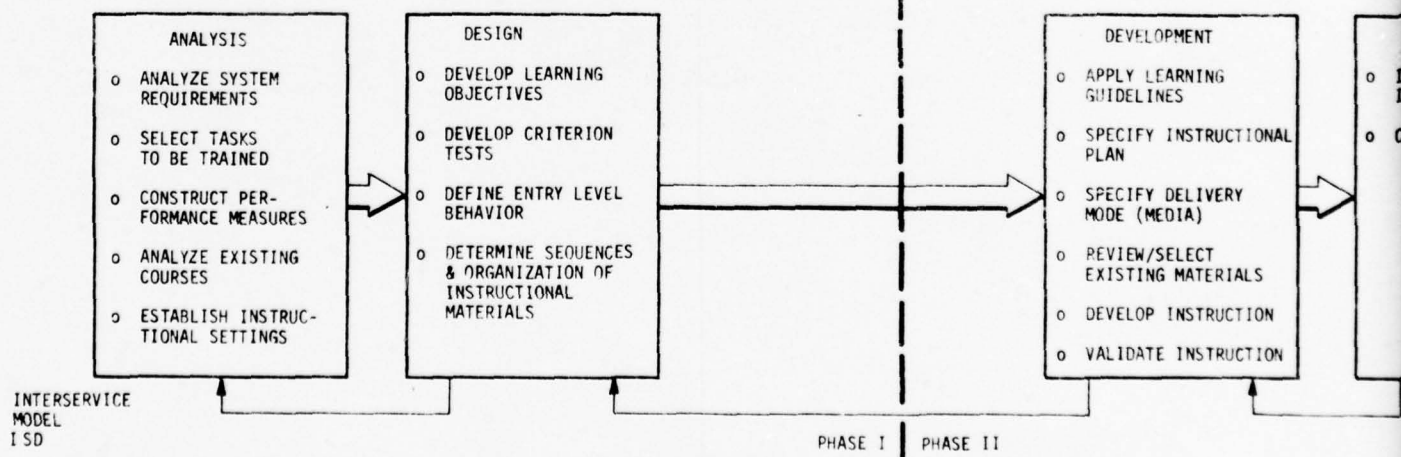 ANALYSIS
o ANALYZE SYSTEM
REQUIREMENTS
o SELECT TASKS
TO BE TRAINED
o CONSTRUCT PER-
FORMANCE MEASURES
o ANALYZE EXISTING
COURSES
o ESTABLISH INSTRUC-
TIONAL SETTINGS
DESIGN
o DEVELOP LEARNING
OBJECTIVES
o DEVELOP CRITERION
TESTS
o DEFINE ENTRY LEVEL
BEHAVIOR
o DETERMINE SEQUENCES
& ORGANIZATION OF
INSTRUCTIONAL
MATERIALS
DEVELOPMENT
o APPLY LEARNING
GUIDELINES
o SPECIFY INSTRUCTIONAL
PLAN
o SPECIFY DELIVERY
MODE (MEDIA)
o REVIEW/SELECT
EXISTING MATERIALS
o DEVELOP INSTRUCTION
o VALIDATE INSTRUCTION
o
o
INTERSERVICE
MODEL
ISD
PHASE I PHASE II